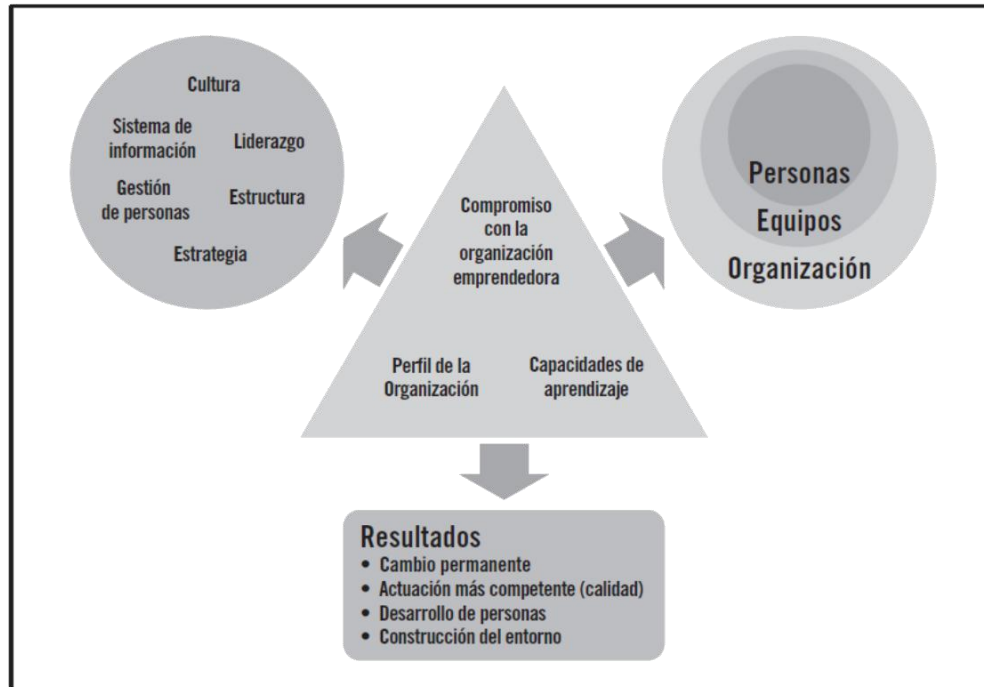 Cultura
Sistema de
información
Liderazgo
Gestión
de personas
Estructura
Estrategia
Compromiso
con la
organización
emprendedora
Perfil de la
Organización
Capacidades de
aprendizaje
Personas
Equipos
Organización
Resultados
• Cambio permanente
• Actuación más competente (calidad)
• Desarrollo de personas
• Construcción del entorno